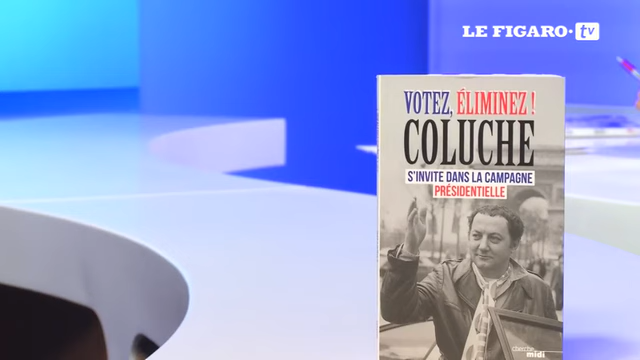 LE FIGARO·tv
VOTEZ, ÉLIMINEZ !
COLUCHE
S'INVITE DANS LA CAMPAGNE
PRÉSIDENTIELLE
cherche
midi